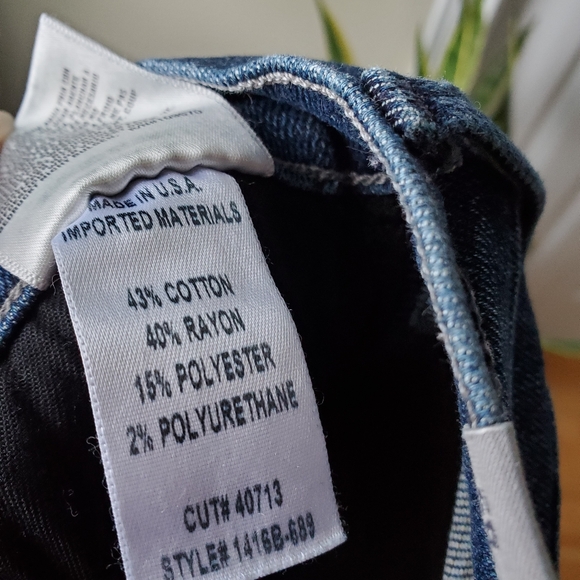 MADE IN U.S.A.
IMPORTED MATERIALS
43% COTTON
40% RAYON
15% POLYESTER
2% POLYURETHANE
CUT# 40713
STYLE# 1416B-689